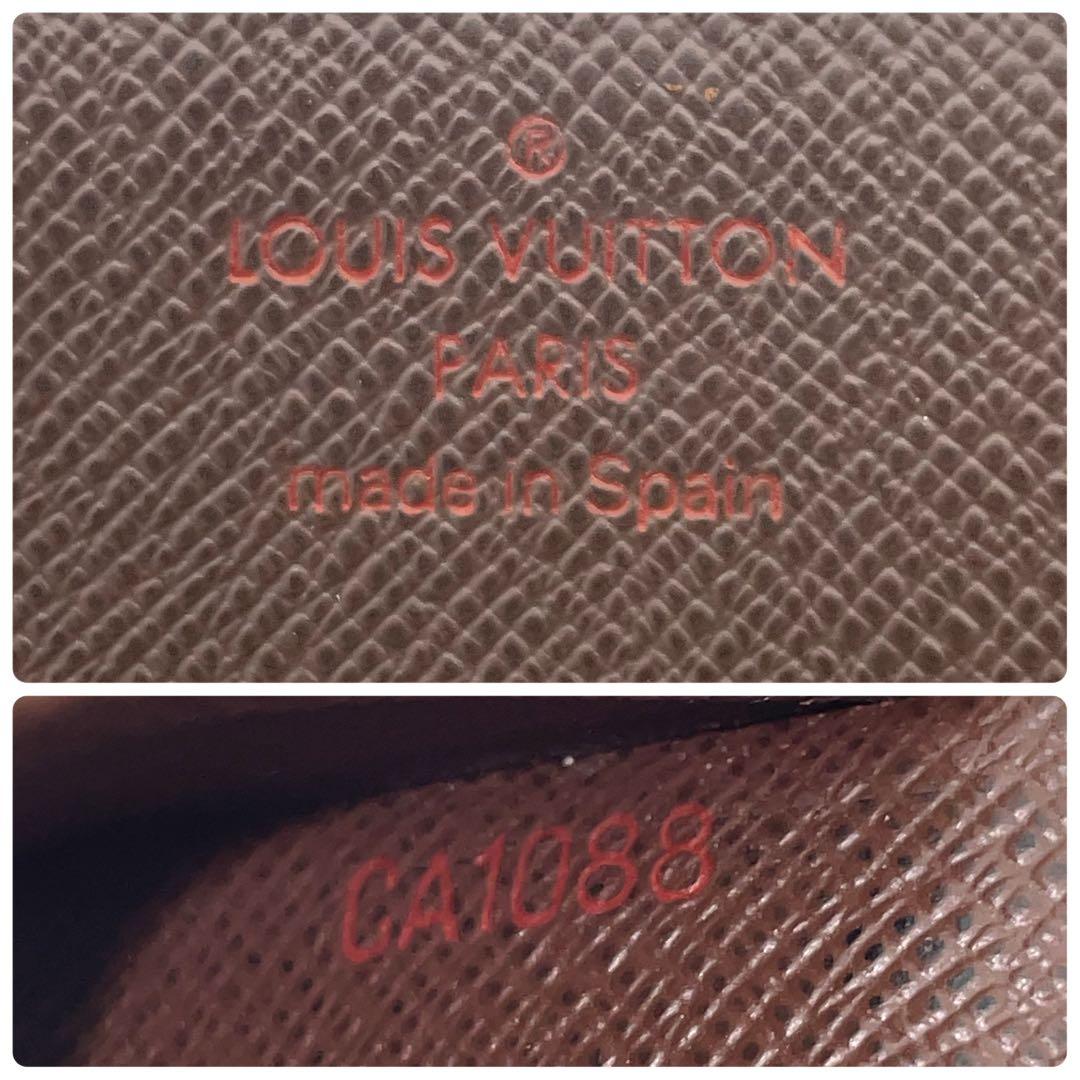 ®
LOUIS VUITTON
PARIS
made in Spain
CA1088